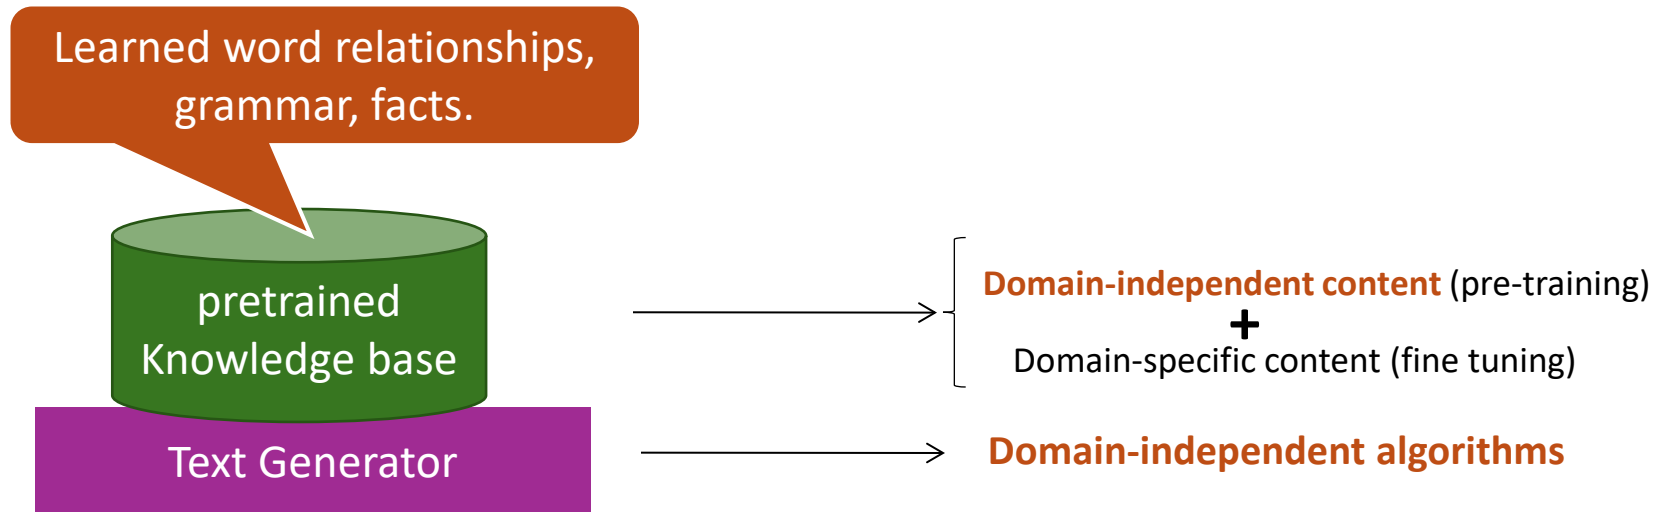 Learned word relationships,
grammar, facts.
pretrained
Knowledge base
Domain-independent content (pre-training)
+
Domain-specific content (fine tuning)
Text Generator
Domain-independent algorithms